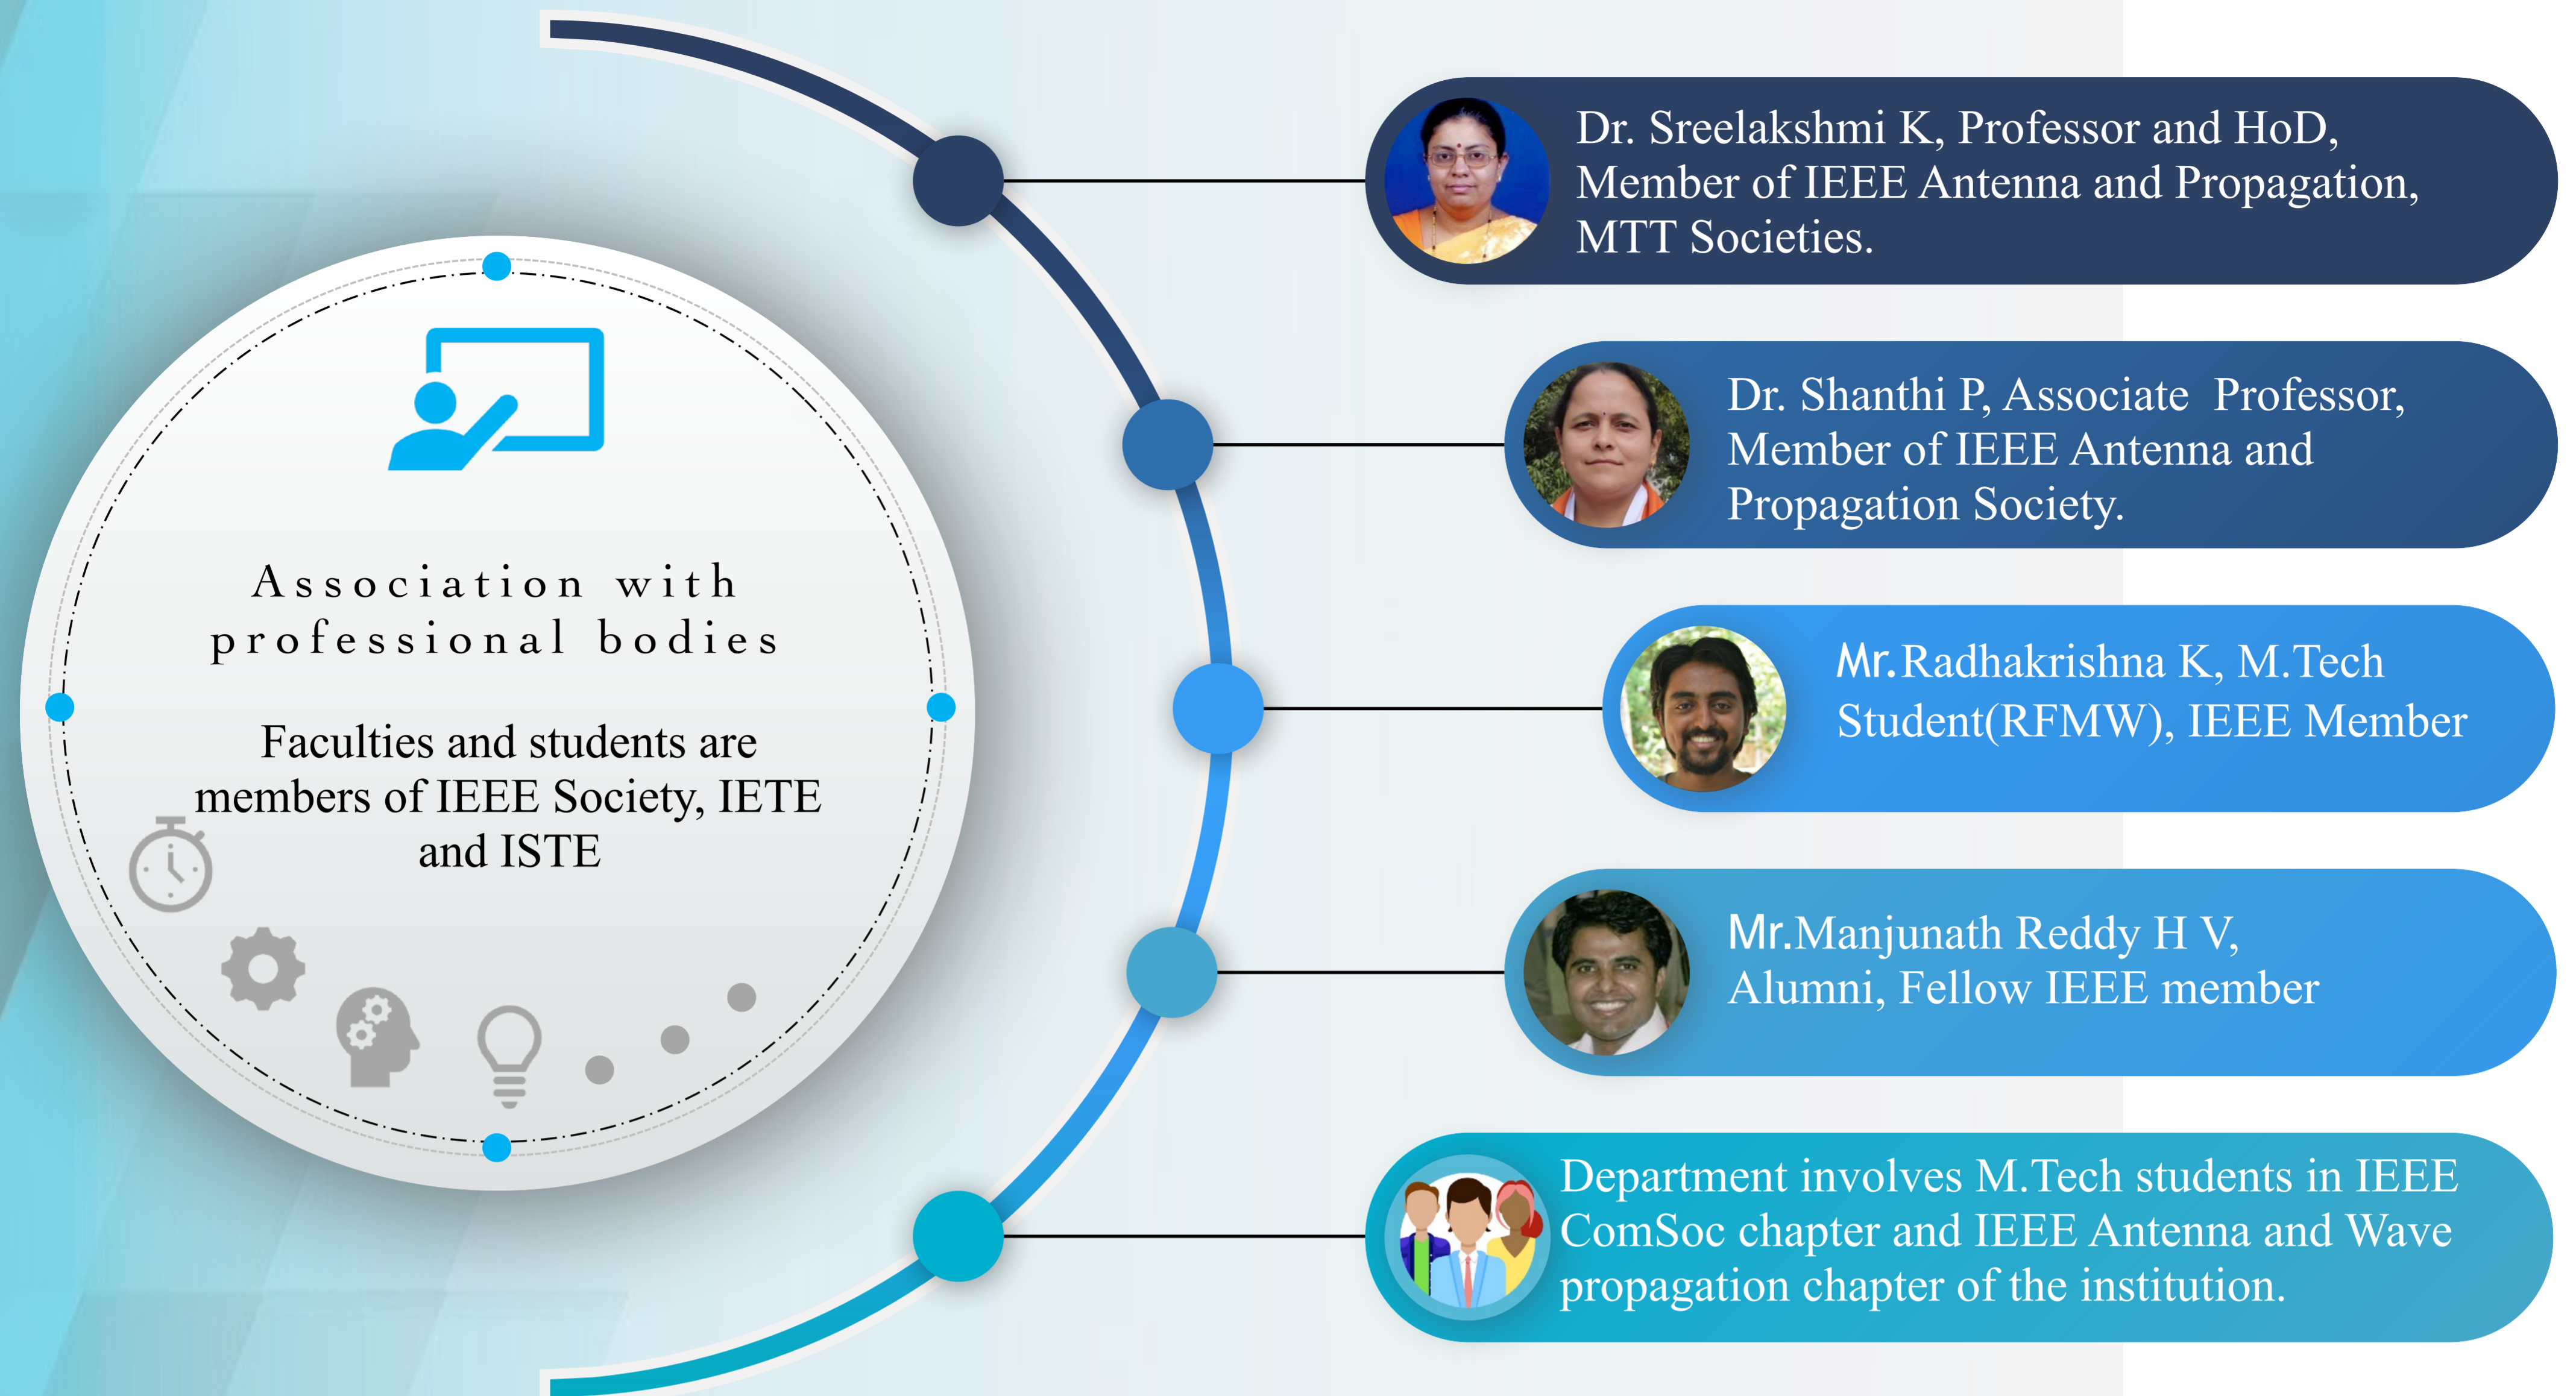 Association with
professional bodies
Faculties and students are
members of IEEE Society, IETE
and ISTE
Dr. Sreelakshmi K, Professor and HoD,
Member of IEEE Antenna and Propagation,
MTT Societies.
Dr. Shanthi P, Associate  Professor,
Member of IEEE Antenna and
Propagation Society.
Mr.Radhakrishna K, M.Tech
Student(RFMW), IEEE Member
Mr.Manjunath Reddy H V,
Alumni, Fellow IEEE member
Department involves M.Tech students in IEEE
ComSoc chapter and IEEE Antenna and Wave
propagation chapter of the institution.